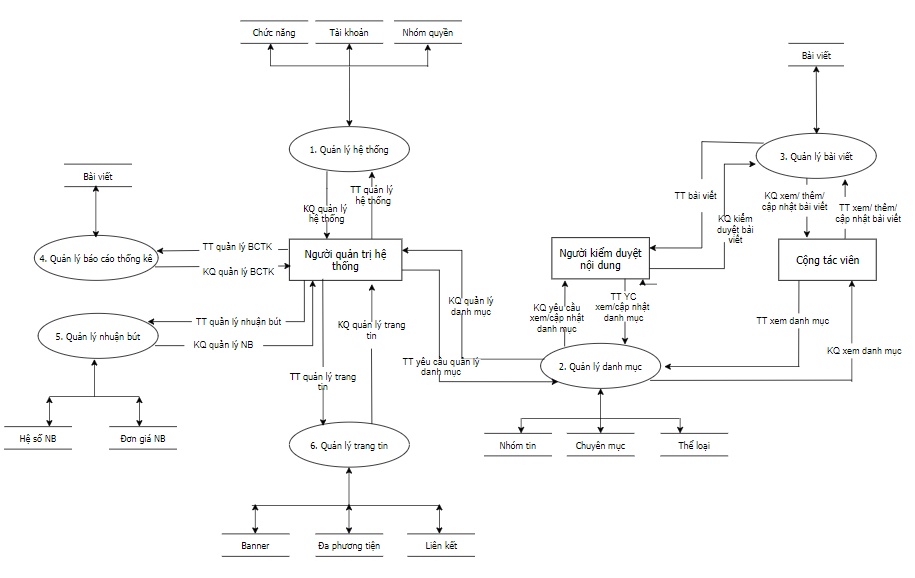 Chức năng
Tài khoản
Nhóm quyền
Bài viết
1. Quản lý hệ thống
3. Quản lý bài viết
Bài viết
TT quản lý
hệ thống
KQ quản lý
hệ thống
TT bài viết
KQ kiểm
duyệt bài
viết
KQ xem/ thêm/
cập nhật bài viết
TT xem/ thêm/
cập nhật bài viết
4. Quản lý báo cáo thống kê
TT quản lý BCTK
KQ quản lý BCTK
Người quản trị hệ
thống
Người kiểm duyệt
nội dung
Cộng tác viên
KQ quản lý
danh mục
KQ yêu cầu
xem/cập nhật
danh mục
TT YC
xem/cập nhật
danh mục
TT xem danh mục
KQ xem danh mục
5. Quản lý nhuận bút
TT quản lý nhuận bút
KQ quản lý NB
KQ quản lý trang
tin
TT quản lý trang
tin
TT yêu cầu quản lý
danh mục
2. Quản lý danh mục
Hệ số NB
Đơn giá NB
6. Quản lý trang tin
Nhóm tin
Chuyên mục
Thể loại
Banner
Đa phương tiện
Liên kết